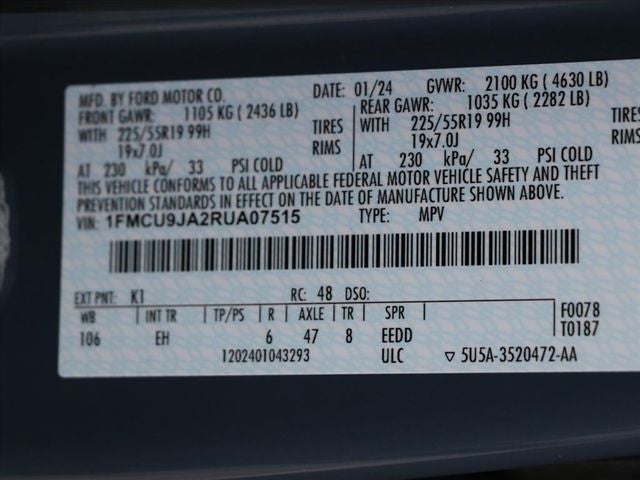 MFD. BY FORD MOTOR CO. DATE: 01/24 GVWR: 2100 KG ( 4630 LB)
FRONT GAWR: 1105 KG ( 2436 LB) REAR GAWR: 1035 KG ( 2282 LB)
WITH 225/55R19 99H TIRES WITH 225/55R19 99H TIRES
19x7.0J RIMS 19x7.0J RIMS
AT 230 kPa/ 33 PSI COLD AT 230 kPa/ 33 PSI COLD
THIS VEHICLE CONFORMS TO ALL APPLICABLE FEDERAL MOTOR VEHICLE SAFETY AND THEFT
PREVENTION STANDARDS IN EFFECT ON THE DATE OF MANUFACTURE SHOWN ABOVE.
VIN: 1FMCU9JA2RUA07515 TYPE: MPV
EXT PNT: K1 RC: 48 DSO:
WB INT TR TP/PS R AXLE TR SPR F0078
106 EH 6 47 8 EEDD T0187
1202401043293 ULC ▽ 5U5A-3520472-AA